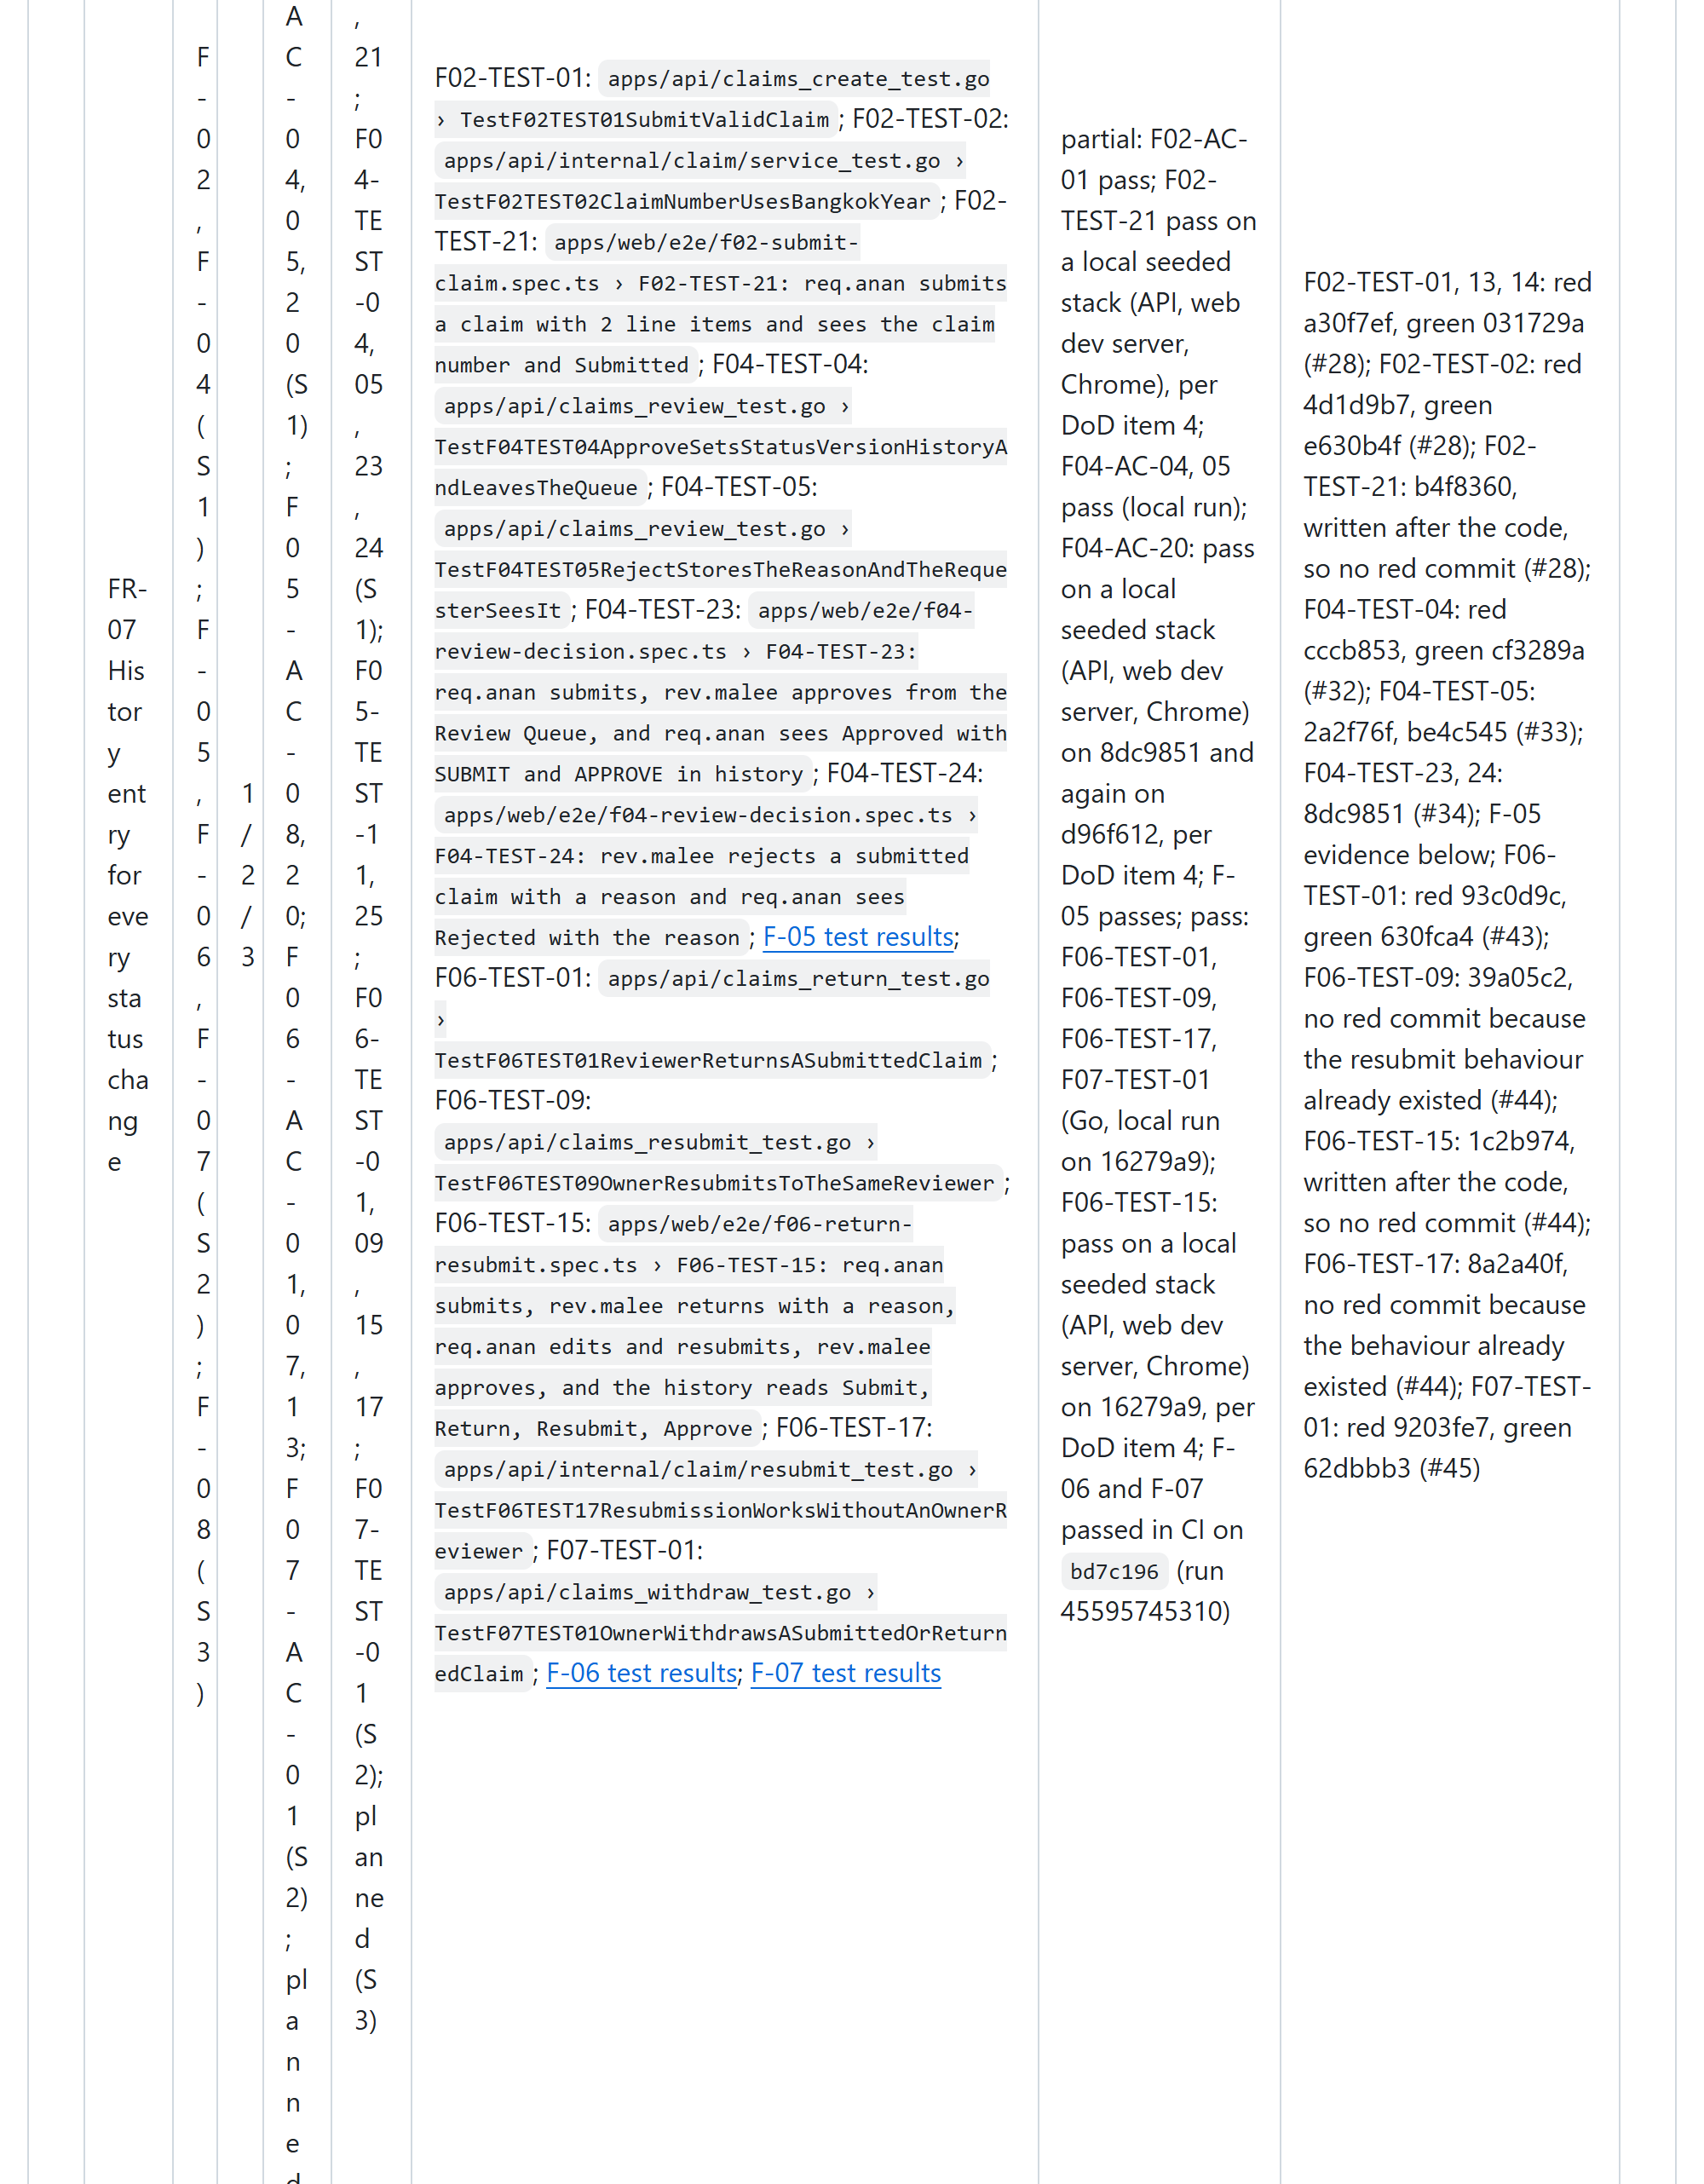 FR-
07
His
tor
y
ent
ry
for
eve
ry
sta
tus
cha
ng
e
F
-
0
2
,
F
-
0
4
(
S
1
)
;
F
-
0
5
,
F
-
0
6
,
F
-
0
7
(
S
2
)
;
F
-
0
8
(
S
3
)
1
/
2
/
3
A
C
-
0
4,
0
5,
2
0
(S
1)
;
F
0
5
-
A
C
-
0
8,
2
0;
F
0
6
-
A
C
-
0
1,
0
7,
1
3;
F
0
7
-
A
C
-
0
1
(S
2)
;
pl
a
n
n
e
d
,
21
;
F0
4-
TE
ST
-0
4,
05
,
23
,
24
(S
1);
F0
5-
TE
ST
-1
1,
25
;
F0
6-
TE
ST
-0
1,
09
,
15
,
17
;
F0
7-
TE
ST
-0
1
(S
2);
pl
an
ne
d
(S
3)
F02-TEST-01: apps/api/claims_create_test.go
› TestF02TEST01SubmitValidClaim; F02-TEST-02:
apps/api/internal/claim/service_test.go ›
TestF02TEST02ClaimNumberUsesBangkokYear; F02-
TEST-21: apps/web/e2e/f02-submit-
claim.spec.ts › F02-TEST-21: req.anan submits
a claim with 2 line items and sees the claim
number and Submitted; F04-TEST-04:
apps/api/claims_review_test.go ›
TestF04TEST04ApproveSetsStatusVersionHistoryA
ndLeavesTheQueue; F04-TEST-05:
apps/api/claims_review_test.go ›
TestF04TEST05RejectStoresTheReasonAndTheReque
sterSeesIt; F04-TEST-23: apps/web/e2e/f04-
review-decision.spec.ts › F04-TEST-23:
req.anan submits, rev.malee approves from the
Review Queue, and req.anan sees Approved with
SUBMIT and APPROVE in history; F04-TEST-24:
apps/web/e2e/f04-review-decision.spec.ts ›
F04-TEST-24: rev.malee rejects a submitted
claim with a reason and req.anan sees
Rejected with the reason; F-05 test results;
F06-TEST-01: apps/api/claims_return_test.go
›
TestF06TEST01ReviewerReturnsASubmittedClaim;
F06-TEST-09:
apps/api/claims_resubmit_test.go ›
TestF06TEST09OwnerResubmitsToTheSameReviewer;
F06-TEST-15: apps/web/e2e/f06-return-
resubmit.spec.ts › F06-TEST-15: req.anan
submits, rev.malee returns with a reason,
req.anan edits and resubmits, rev.malee
approves, and the history reads Submit,
Return, Resubmit, Approve; F06-TEST-17:
apps/api/internal/claim/resubmit_test.go ›
TestF06TEST17ResubmissionWorksWithoutAnOwnerR
eviewer; F07-TEST-01:
apps/api/claims_withdraw_test.go ›
TestF07TEST01OwnerWithdrawsASubmittedOrReturn
edClaim; F-06 test results; F-07 test results
partial: F02-AC-
01 pass; F02-
TEST-21 pass on
a local seeded
stack (API, web
dev server,
Chrome), per
DoD item 4;
F04-AC-04, 05
pass (local run);
F04-AC-20: pass
on a local
seeded stack
(API, web dev
server, Chrome)
on 8dc9851 and
again on
d96f612, per
DoD item 4; F-
05 passes; pass:
F06-TEST-01,
F06-TEST-09,
F06-TEST-17,
F07-TEST-01
(Go, local run
on 16279a9);
F06-TEST-15:
pass on a local
seeded stack
(API, web dev
server, Chrome)
on 16279a9, per
DoD item 4; F-
06 and F-07
passed in CI on
bd7c196 (run
45595745310)
F02-TEST-01, 13, 14: red
a30f7ef, green 031729a
(#28); F02-TEST-02: red
4d1d9b7, green
e630b4f (#28); F02-
TEST-21: b4f8360,
written after the code,
so no red commit (#28);
F04-TEST-04: red
cccb853, green cf3289a
(#32); F04-TEST-05:
2a2f76f, be4c545 (#33);
F04-TEST-23, 24:
8dc9851 (#34); F-05
evidence below; F06-
TEST-01: red 93c0d9c,
green 630fca4 (#43);
F06-TEST-09: 39a05c2,
no red commit because
the resubmit behaviour
already existed (#44);
F06-TEST-15: 1c2b974,
written after the code,
so no red commit (#44);
F06-TEST-17: 8a2a40f,
no red commit because
the behaviour already
existed (#44); F07-TEST-
01: red 9203fe7, green
62dbbb3 (#45)